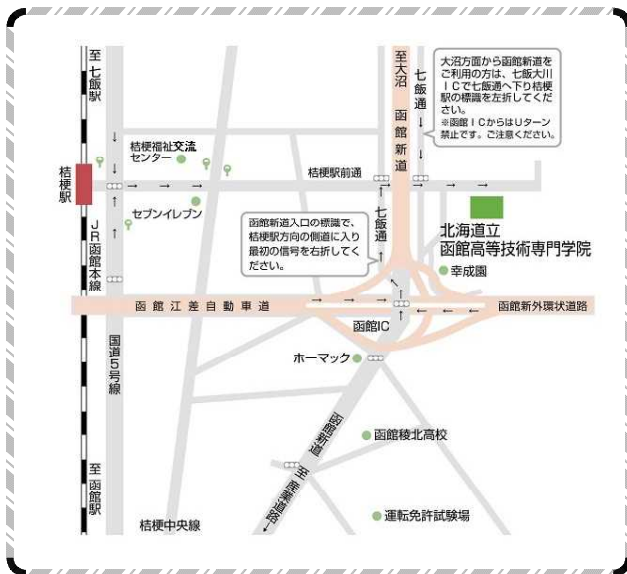 至七飯駅
至大沼
函館新道
七飯通
大沼方面から函館新道を
ご利用の方は、七飯大川
ＩＣで七飯通へ下り桔梗
駅の標識を左折してくだ
さい。
※函館ＩＣからはＵターン
禁止です。ご注意ください。
桔梗福祉交流
センター
桔梗駅前通
桔梗駅
セブンイレブン
函館新道入口の標識で、
桔梗駅方向の側道に入り
最初の信号を右折してく
ださい。
七飯通
北海道立
函館高等技術専門学院
幸成園
ＪＲ函館本線
函館江差自動車道
函館新外環状道路
函館IC
国道５号線
ホーマック
函館新道
函館稜北高校
至産業道路
至函館駅
桔梗中央線
運転免許試験場